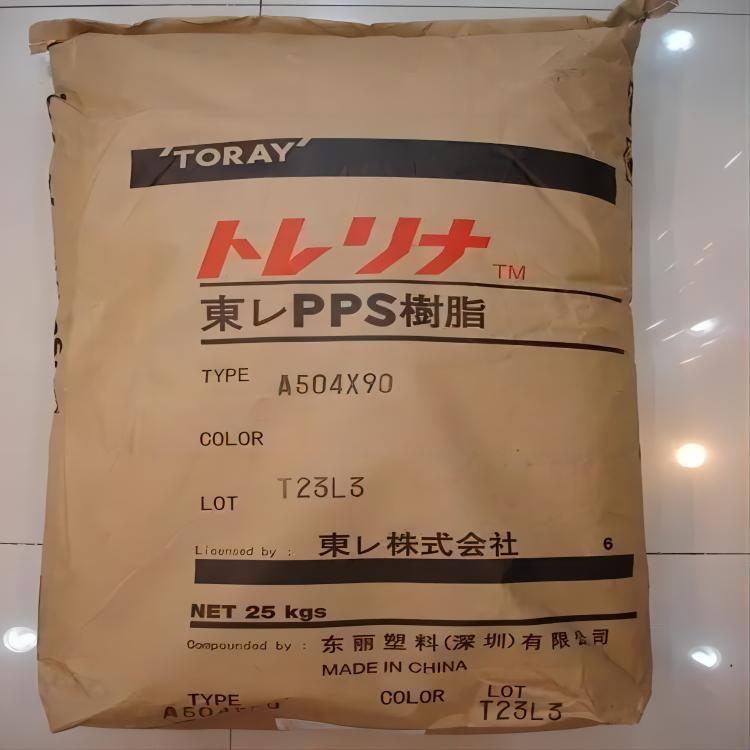 'TORAY'
トレリナ TM
東レPPS樹脂
TYPE A504X90
COLOR
LOT T23L3
Licensed by : 東レ株式会社 6
NET 25 kgs
Compounded by : 东丽塑料(深圳)有限公司
MADE IN CHINA
TYPE COLOR LOT
T23L3